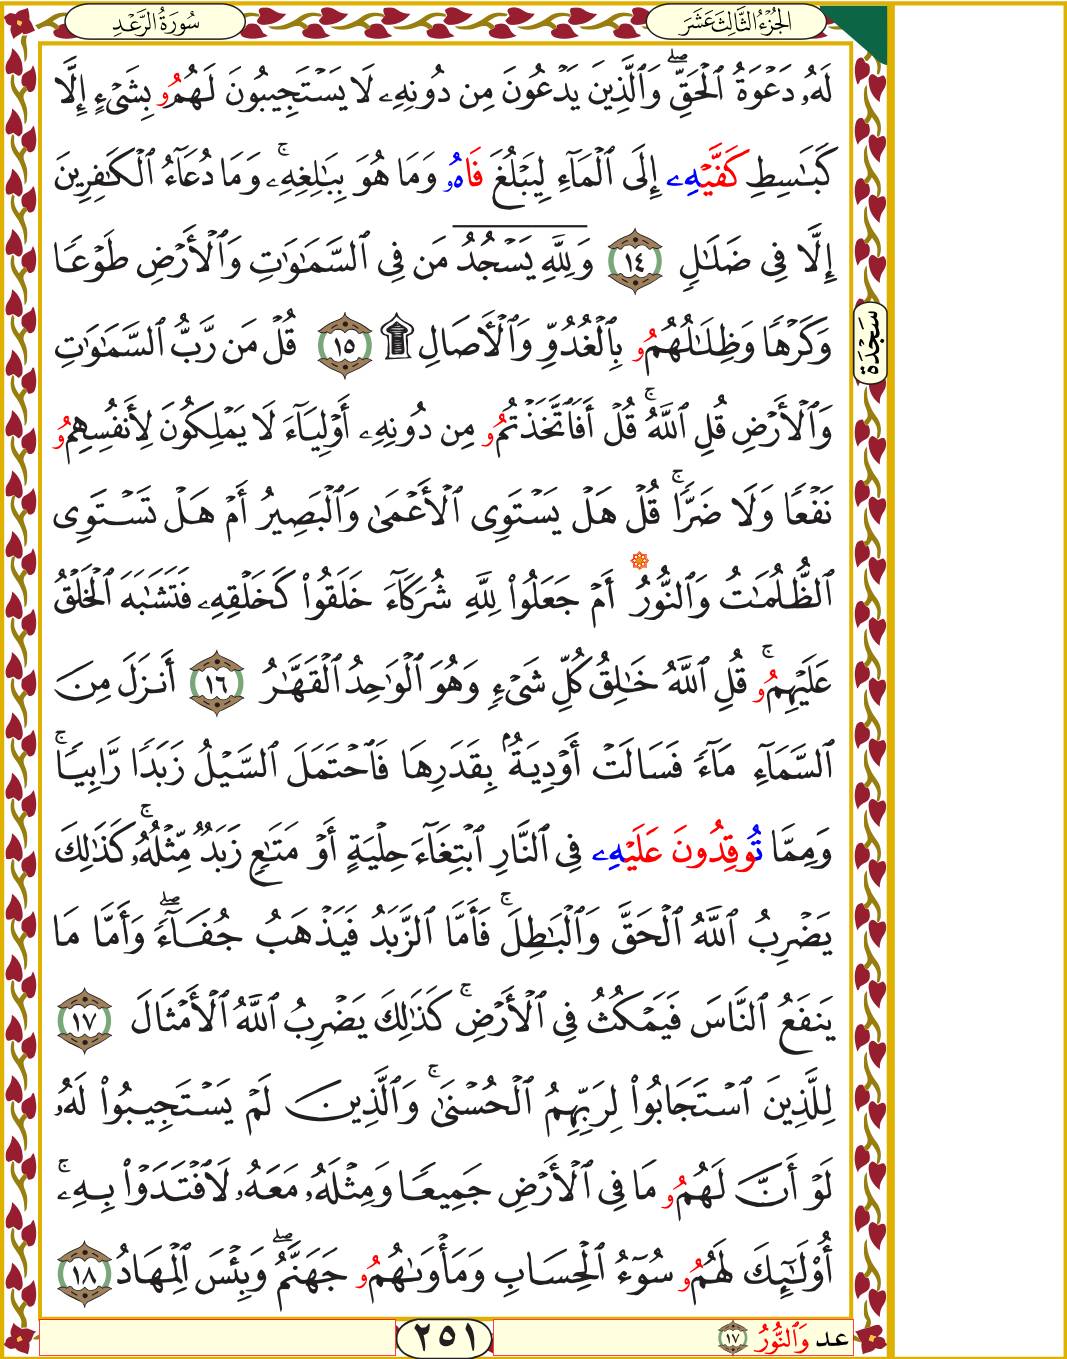 سُورَةُ الرَّعْدِ
الجُزْءُ الثَّالِثَ عَشَرَ
لَهُۥ دَعْوَةُ ٱلْحَقِّۖ وَٱلَّذِينَ يَدْعُونَ مِن دُونِهِۦ لَا يَسْتَجِيبُونَ لَهُمُۥ بِشَىْءٍ إِلَّا
كَبَـٰسِطِ كَفَّيْهِۦ إِلَى ٱلْمَآءِ لِيَبْلُغَ فَاهُۥ وَمَا هُوَ بِبَـٰلِغِهِۦۚ وَمَا دُعَآءُ ٱلْكَـٰفِرِينَ
إِلَّا فِى ضَلَـٰلٍ ١٤ وَلِلَّهِ يَسْجُدُ مَن فِى ٱلسَّمَـٰوَٰتِ وَٱلْأَرْضِ طَوْعًا
وَكَرْهًا وَظِلَـٰلُهُمُۥ بِٱلْغُدُوِّ وَٱلْـَٔاصَالِ ۩ ١٥ قُلْ مَن رَّبُّ ٱلسَّمَـٰوَٰتِ
سَجْدَة
وَٱلْأَرْضِ قُلِ ٱللَّهُۚ قُلْ أَفَٱتَّخَذتُّمُۥ مِن دُونِهِۦ أَوْلِيَآءَ لَا يَمْلِكُونَ لِأَنفُسِهِمُۥ
نَفْعًا وَلَا ضَرًّاۚ قُلْ هَلْ يَسْتَوِى ٱلْأَعْمَىٰ وَٱلْبَصِيرُ أَمْ هَلْ تَسْتَوِى
ٱلظُّلُمَـٰتُ وَٱلنُّورُ أَمْ جَعَلُوا۟ لِلَّهِ شُرَكَآءَ خَلَقُوا۟ كَخَلْقِهِۦ فَتَشَـٰبَهَ ٱلْخَلْقُ
عَلَيْهِمُۥۚ قُلِ ٱللَّهُ خَـٰلِقُ كُلِّ شَىْءٍ وَهُوَ ٱلْوَٰحِدُ ٱلْقَهَّـٰرُ ١٦ أَنزَلَ مِنَ
ٱلسَّمَآءِ مَآءً فَسَالَتْ أَوْدِيَةٌۢ بِقَدَرِهَا فَٱحْتَمَلَ ٱلسَّيْلُ زَبَدًا رَّابِيًاۚ
وَمِمَّا تُوقِدُونَ عَلَيْهِۦ فِى ٱلنَّارِ ٱبْتِغَآءَ حِلْيَةٍ أَوْ مَتَـٰعٍ زَبَدٌ مِّثْلُهُۥۚ كَذَٰلِكَ
يَضْرِبُ ٱللَّهُ ٱلْحَقَّ وَٱلْبَـٰطِلَۚ فَأَمَّا ٱلزَّبَدُ فَيَذْهَبُ جُفَآءًۖ وَأَمَّا مَا
يَنفَعُ ٱلنَّاسَ فَيَمْكُثُ فِى ٱلْأَرْضِۚ كَذَٰلِكَ يَضْرِبُ ٱللَّهُ ٱلْأَمْثَالَ ١٧
لِلَّذِينَ ٱسْتَجَابُوا۟ لِرَبِّهِمُ ٱلْحُسْنَىٰۚ وَٱلَّذِينَ لَمْ يَسْتَجِيبُوا۟ لَهُۥ
لَوْ أَنَّ لَهُمُۥ مَا فِى ٱلْأَرْضِ جَمِيعًا وَمِثْلَهُۥ مَعَهُۥ لَٱفْتَدَوْا۟ بِهِۦۚ
أُو۟لَـٰٓئِكَ لَهُمُۥ سُوٓءُ ٱلْحِسَابِ وَمَأْوَىٰهُمُۥ جَهَنَّمُۖ وَبِئْسَ ٱلْمِهَادُ ١٨
عد وَٱلنُّورُ ١٧
٢٥١